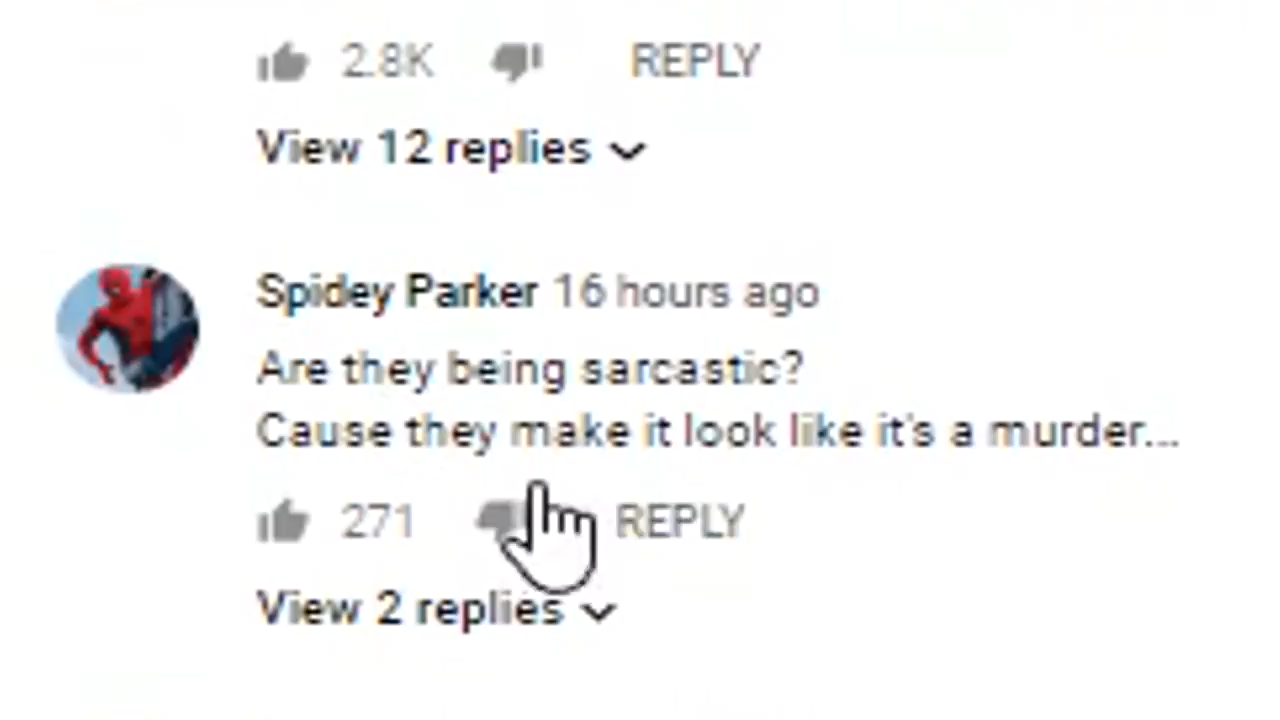 2.8K REPLY
View 12 replies
Spidey Parker 16 hours ago
Are they being sarcastic?
Cause they make it look like it's a murder...
271 REPLY
View 2 replies